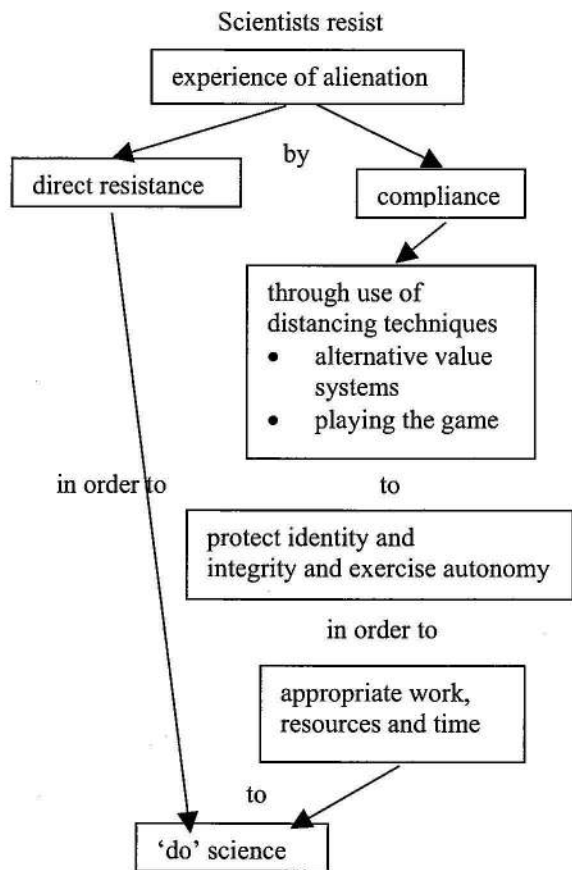 Scientists resist
experience of alienation
by
direct resistance
compliance
through use of
distancing techniques
• alternative value
systems
• playing the game
in order to
to
protect identity and
integrity and exercise autonomy
in order to
appropriate work,
resources and time
to
‘do’ science